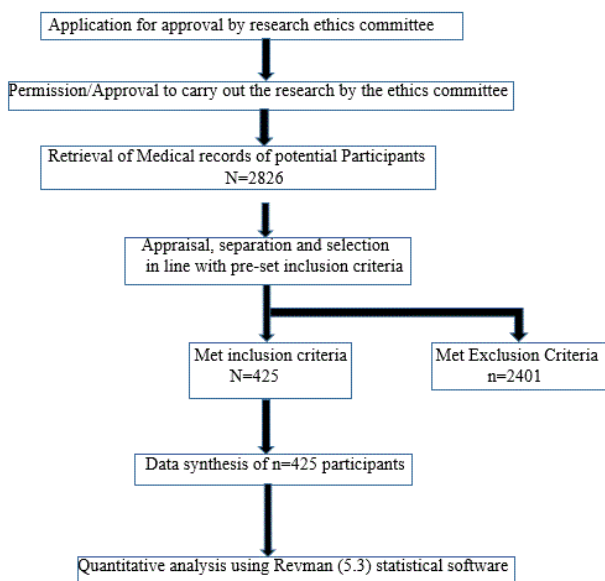 Application for approval by research ethics committee
Permission/Approval to carry out the research by the ethics committee
Retrieval of Medical records of potential Participants
N=2826
Appraisal, separation and selection
in line with pre-set inclusion criteria
Met inclusion criteria
N=425
Met Exclusion Criteria
n=2401
Data synthesis of n=425 participants
Quantitative analysis using Revman (5.3) statistical software